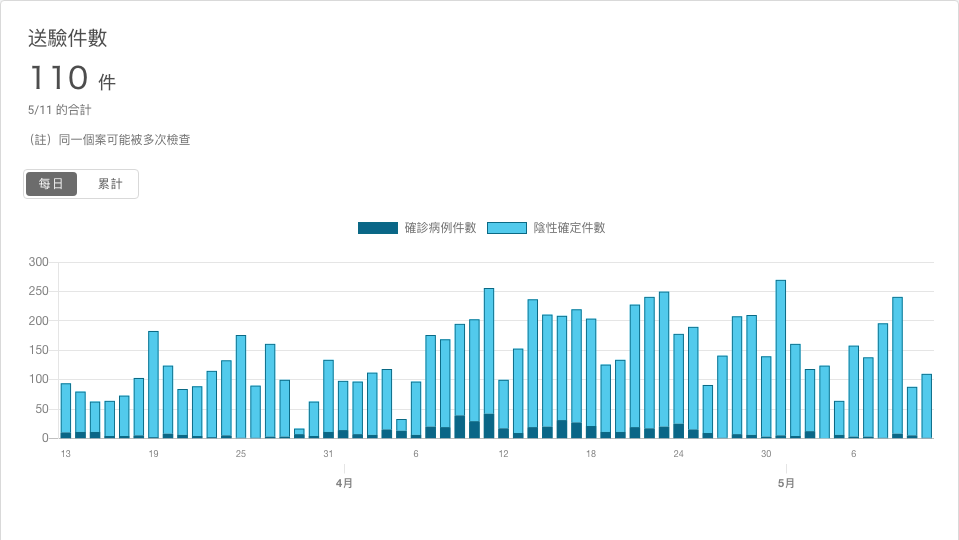 送驗件數
110 件
5/11 的合計
（註）同一個案可能被多次檢查
每日 累計
確診病例件數 陰性確定件數
300
250
200
150
100
50
0
13 19 25 31 6 12 18 24 30 6
4月 5月